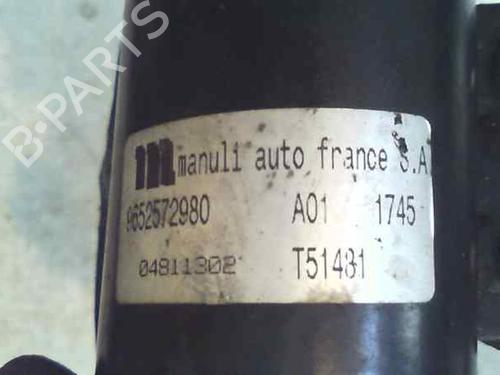 B-PARTS
m manuli auto france S.A
9652572980 A01 1745
04811302 T51481